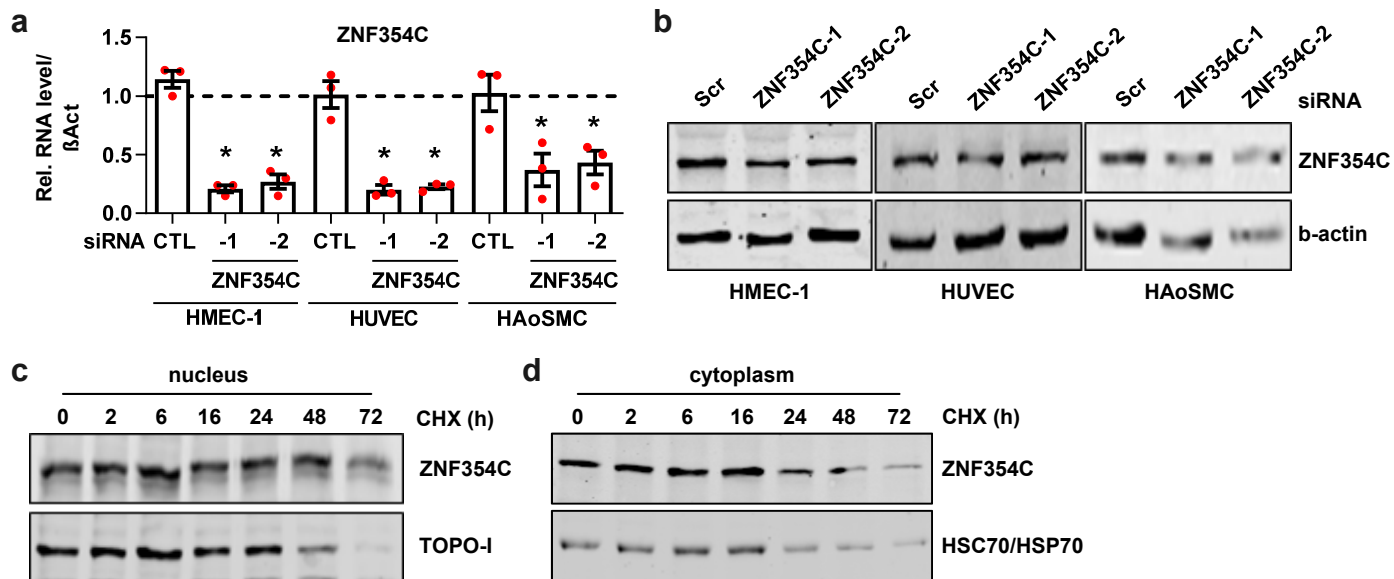 a
ZNF354C
Rel. RNA level/
ßAct
1.5
1.0
0.5
0.0
* * * * * *
siRNA CTL -1 -2 CTL -1 -2 CTL -1 -2
ZNF354C ZNF354C ZNF354C
HMEC-1 HUVEC HAoSMC
b
Scr ZNF354C-1 ZNF354C-2 Scr ZNF354C-1 ZNF354C-2 Scr ZNF354C-1 ZNF354C-2
siRNA
ZNF354C
b-actin
HMEC-1 HUVEC HAoSMC
c
nucleus
0 2 6 16 24 48 72 CHX (h)
ZNF354C
TOPO-I
d
cytoplasm
0 2 6 16 24 48 72 CHX (h)
ZNF354C
HSC70/HSP70